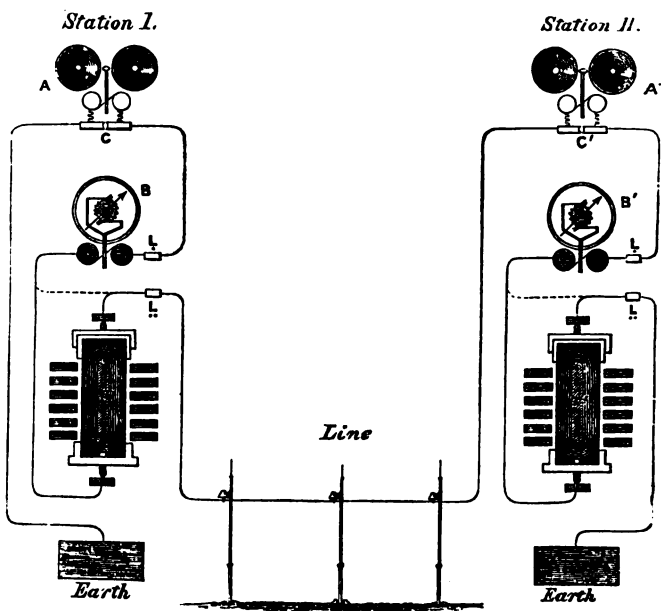 Station I.
Station II.
A
A'
C
C'
B
B'
L
L
L
L
Line
Earth
Earth